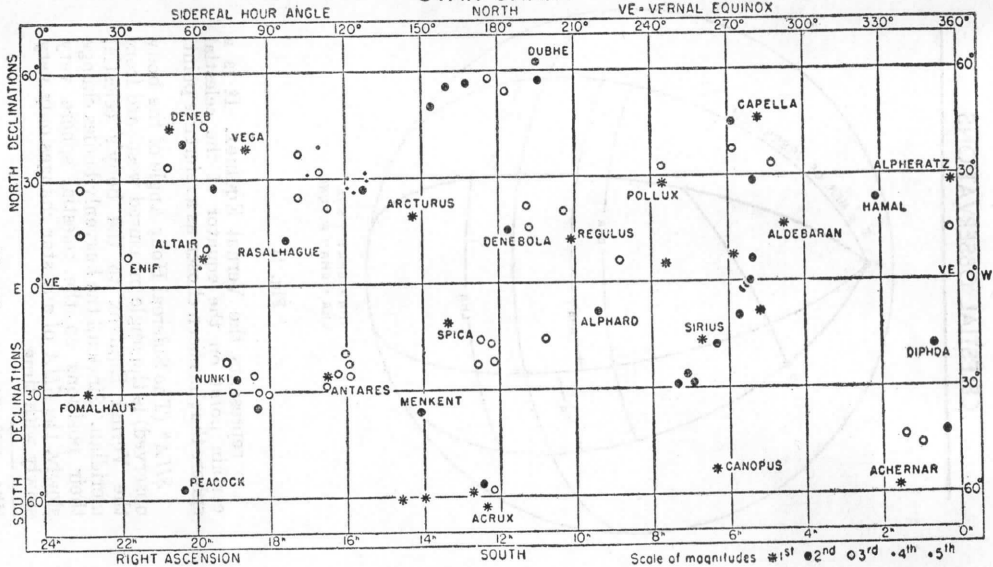 SIDEREAL HOUR ANGLE NORTH VE=VERNAL EQUINOX
0° 30° 60° 90° 120° 150° 180° 210° 240° 270° 300° 330° 360°
NORTH DECLINATIONS
60° 60°
DUBHE
DENEB
VEGA
CAPELLA
30° 30°
ALPHERATZ
POLLUX
HAMAL
ARCTURUS
ALTAIR
RASALHAGUE
DENEBOLA
REGULUS
ALDEBARAN
ENIF
E 0° VE VE 0° W
SOUTH DECLINATIONS
SPICA
ALPHARD
SIRIUS
DIPHDA
NUNKI
ANTARES
30° 30°
FOMALHAUT
MENKENT
PEACOCK
CANOPUS
ACHERNAR
60° 60°
ACRUX
24ʰ 22ʰ 20ʰ 18ʰ 16ʰ 14ʰ 12ʰ 10ʰ 8ʰ 6ʰ 4ʰ 2ʰ 0ʰ
RIGHT ASCENSION SOUTH Scale of magnitudes 1st 2nd 3rd 4th 5th